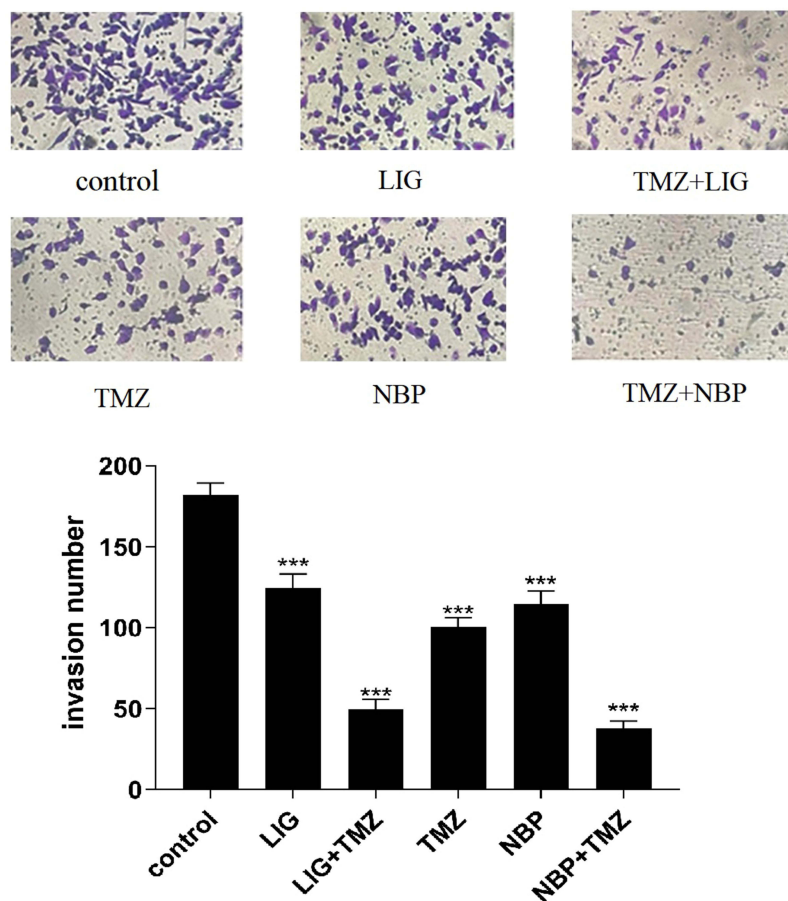 control
LIG
TMZ+LIG
TMZ
NBP
TMZ+NBP
200
150
100
50
0
invasion number
***
***
***
***
***
control
LIG
LIG+TMZ
TMZ
NBP
NBP+TMZ